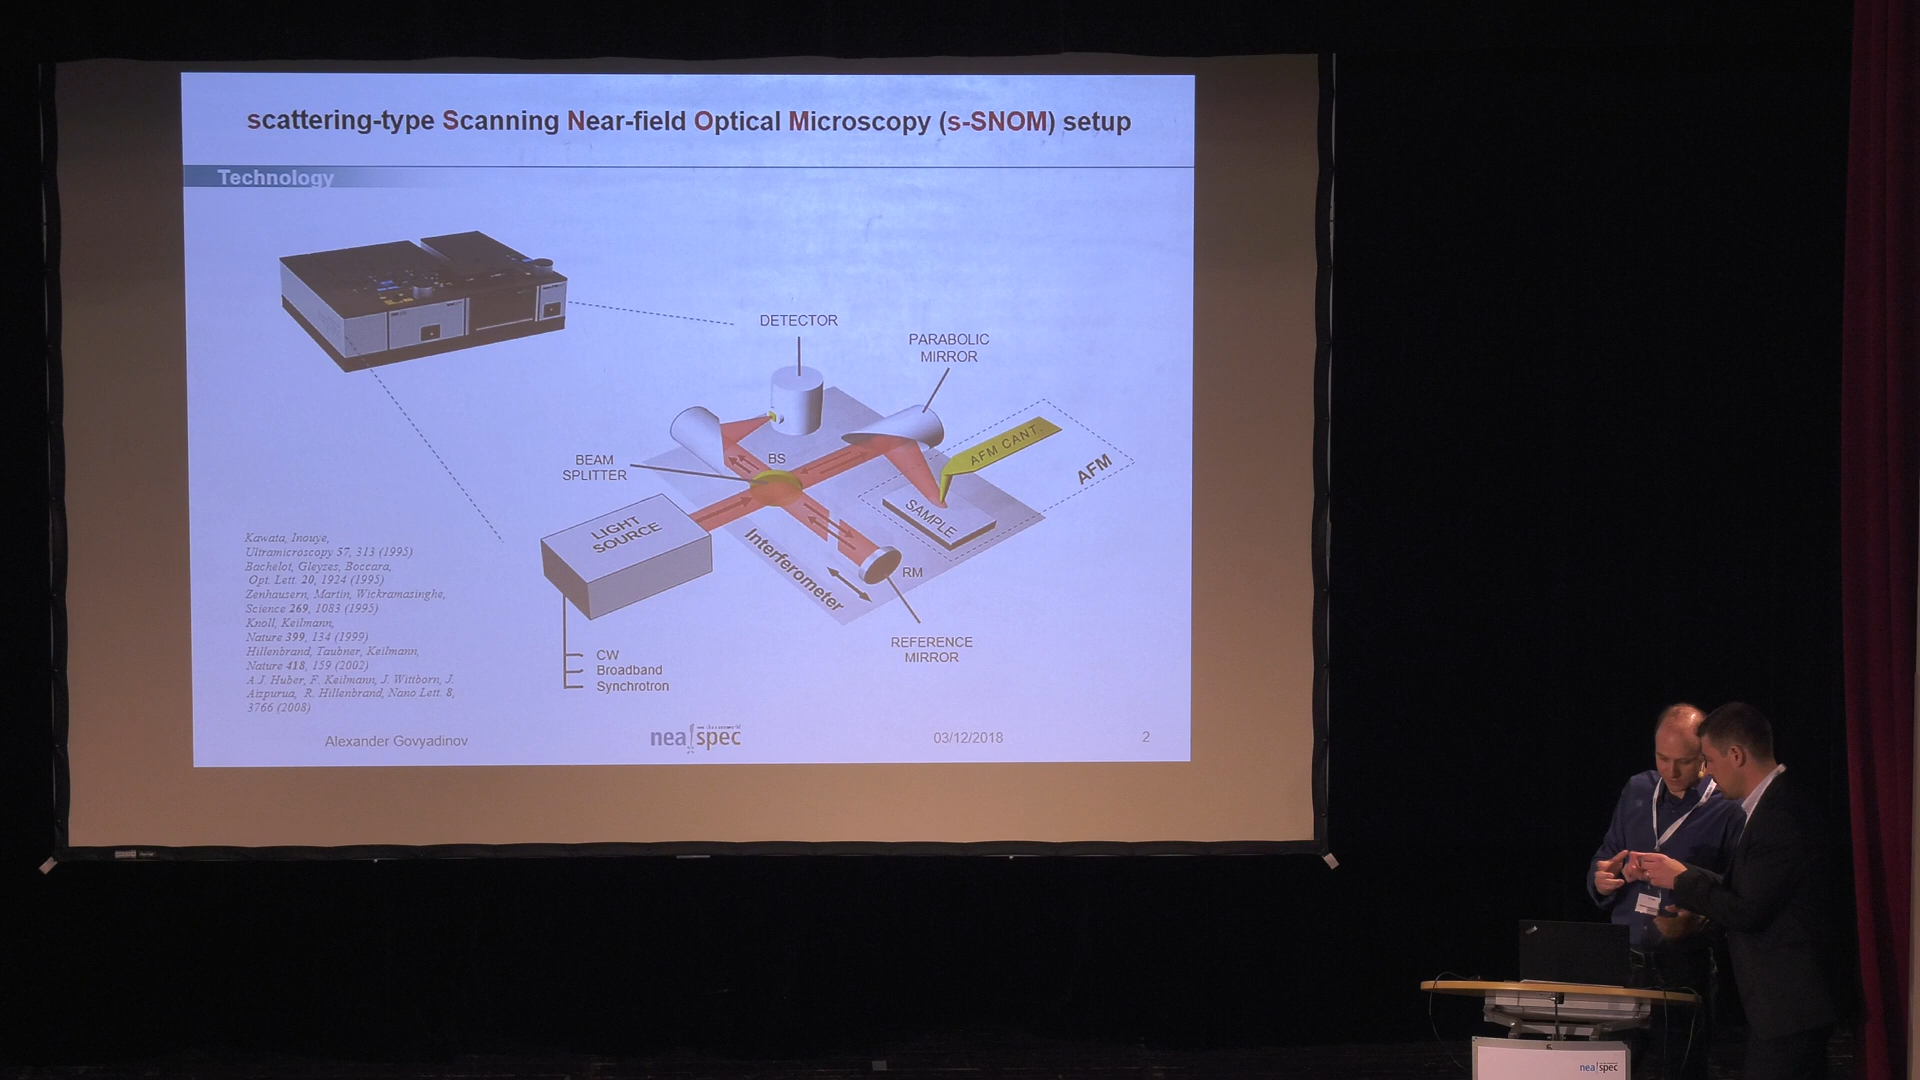 scattering-type Scanning Near-field Optical Microscopy (s-SNOM) setup
Technology
DETECTOR
PARABOLIC
MIRROR
AFM CANT.
AFM
BS
BEAM
SPLITTER
SAMPLE
LIGHT
SOURCE
Interferometer
RM
REFERENCE
MIRROR
CW
Broadband
Synchrotron
Kawata, Inouye,
Ultramicroscopy 57, 313 (1995)
Bachelot, Gleyzes, Boccara,
Opt. Lett. 20, 1924 (1995)
Zenhausern, Martin, Wickramasinghe,
Science 269, 1083 (1995)
Knoll, Keilmann,
Nature 399, 134 (1999)
Hillenbrand, Taubner, Keilmann,
Nature 418, 159 (2002)
A.J. Huber, F. Keilmann, J. Wittborn, J.
Aizpurua, R. Hillenbrand, Nano Lett. 8,
3766 (2008)
Alexander Govyadinov
nea spec
03/12/2018
2
nea spec